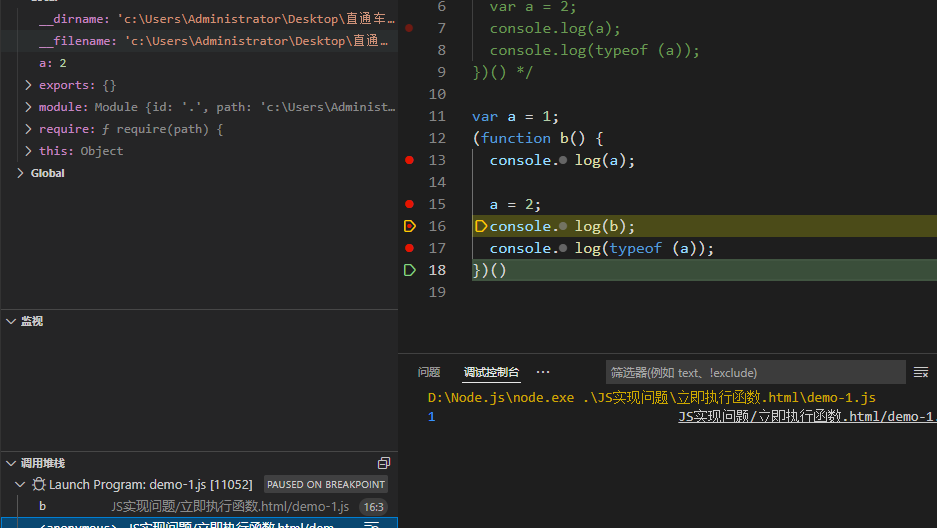 __dirname: 'c:\Users\Administrator\Desktop\直通车…
__filename: 'c:\Users\Administrator\Desktop\直通…
a: 2
exports: {}
module: Module {id: '.', path: 'c:\Users\Administ…
require: ƒ require(path) {
this: Object
Global
监视
调用堆栈
Launch Program: demo-1.js [11052] PAUSED ON BREAKPOINT
b JS实现问题/立即执行函数.html/demo-1.js 16:3
<anonymous> JS实现问题/立即执行函数.html/dem…
6 var a = 2;
7 console.log(a);
8 console.log(typeof (a));
9 })() */
10
11 var a = 1;
12 (function b() {
13 console. log(a);
14
15 a = 2;
16 console. log(b);
17 console. log(typeof (a));
18 })()
19
问题 调试控制台 ··· 筛选器(例如 text、!exclude)
D:\Node.js\node.exe .\JS实现问题\立即执行函数.html\demo-1.js
1 JS实现问题/立即执行函数.html/demo-1.